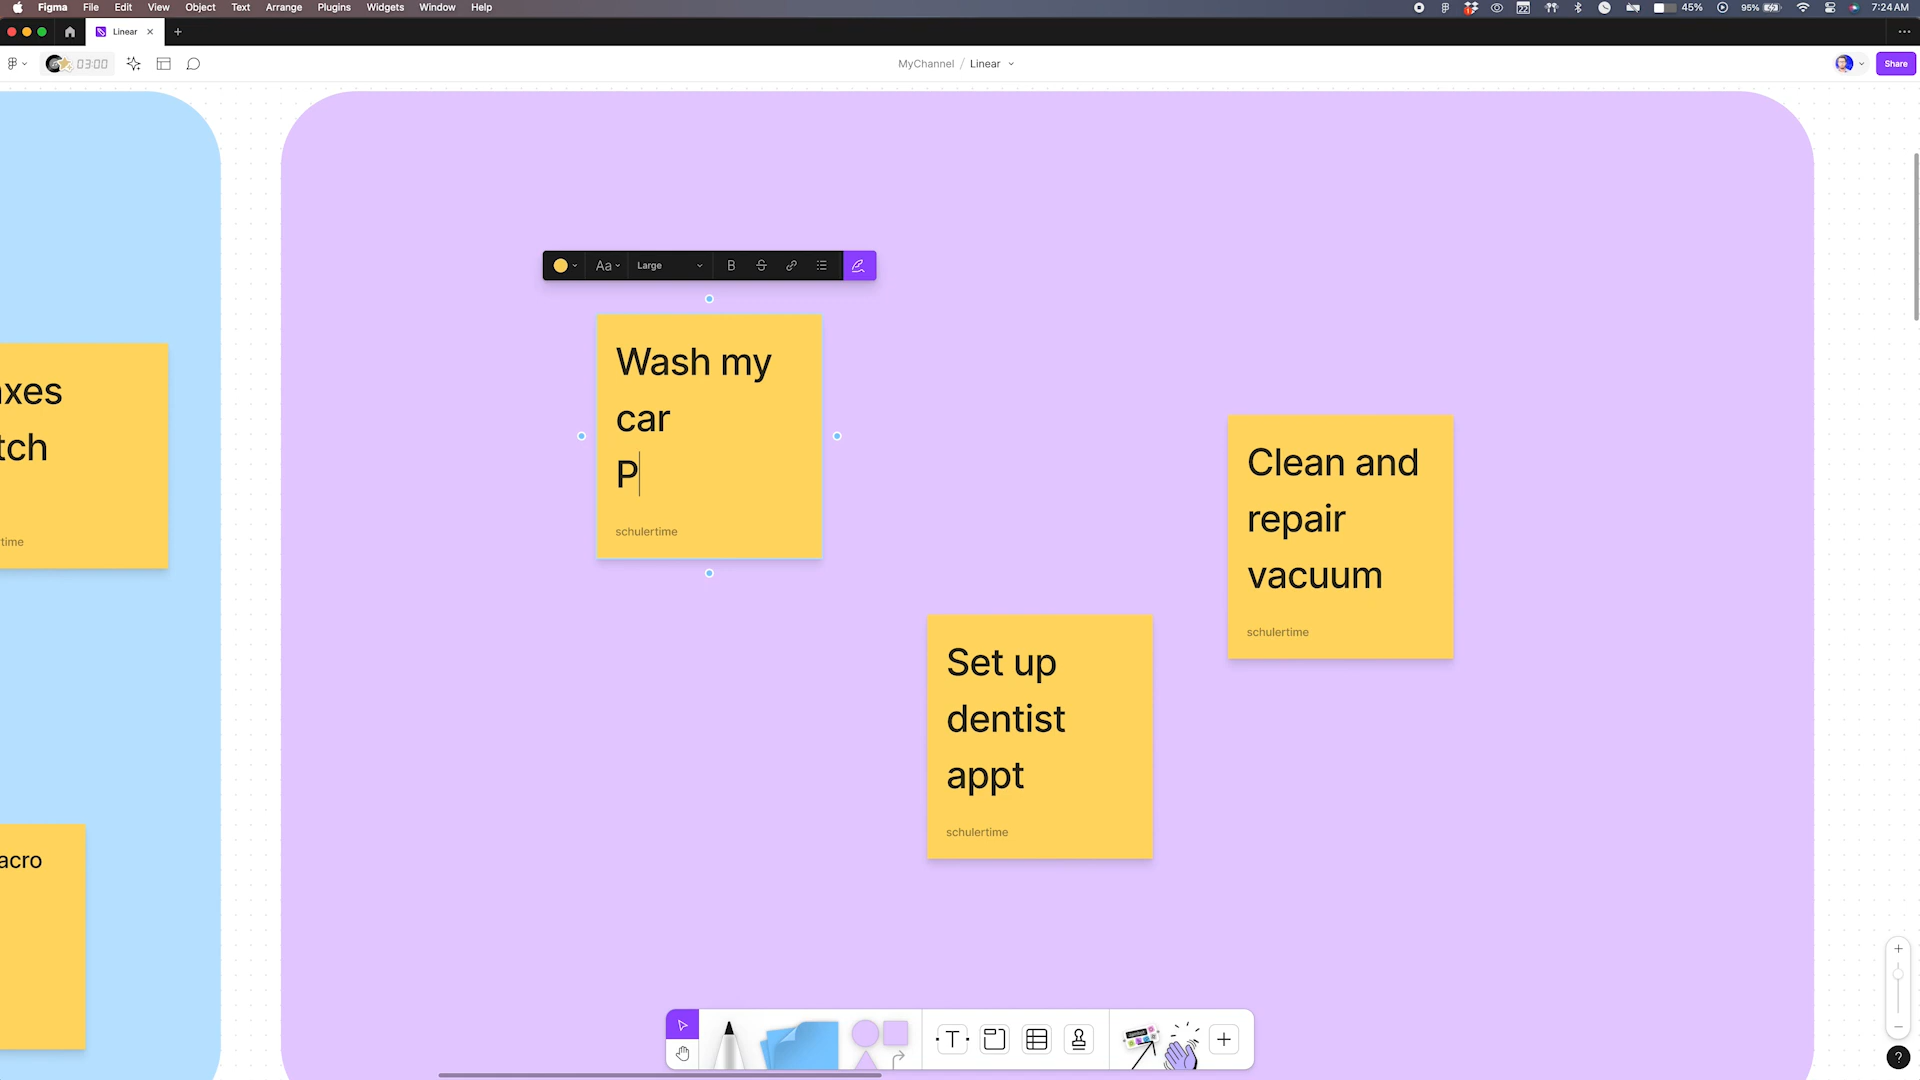 Figma File Edit View Object Text Arrange Plugins Widgets Window Help
45% 95% 7:24 AM
Linear
03:00
MyChannel / Linear
Share
Aa Large B S
Wash my
car
P
schulertime
Clean and
repair
vacuum
schulertime
Set up
dentist
appt
schulertime
axes
tch
time
acro
T
?